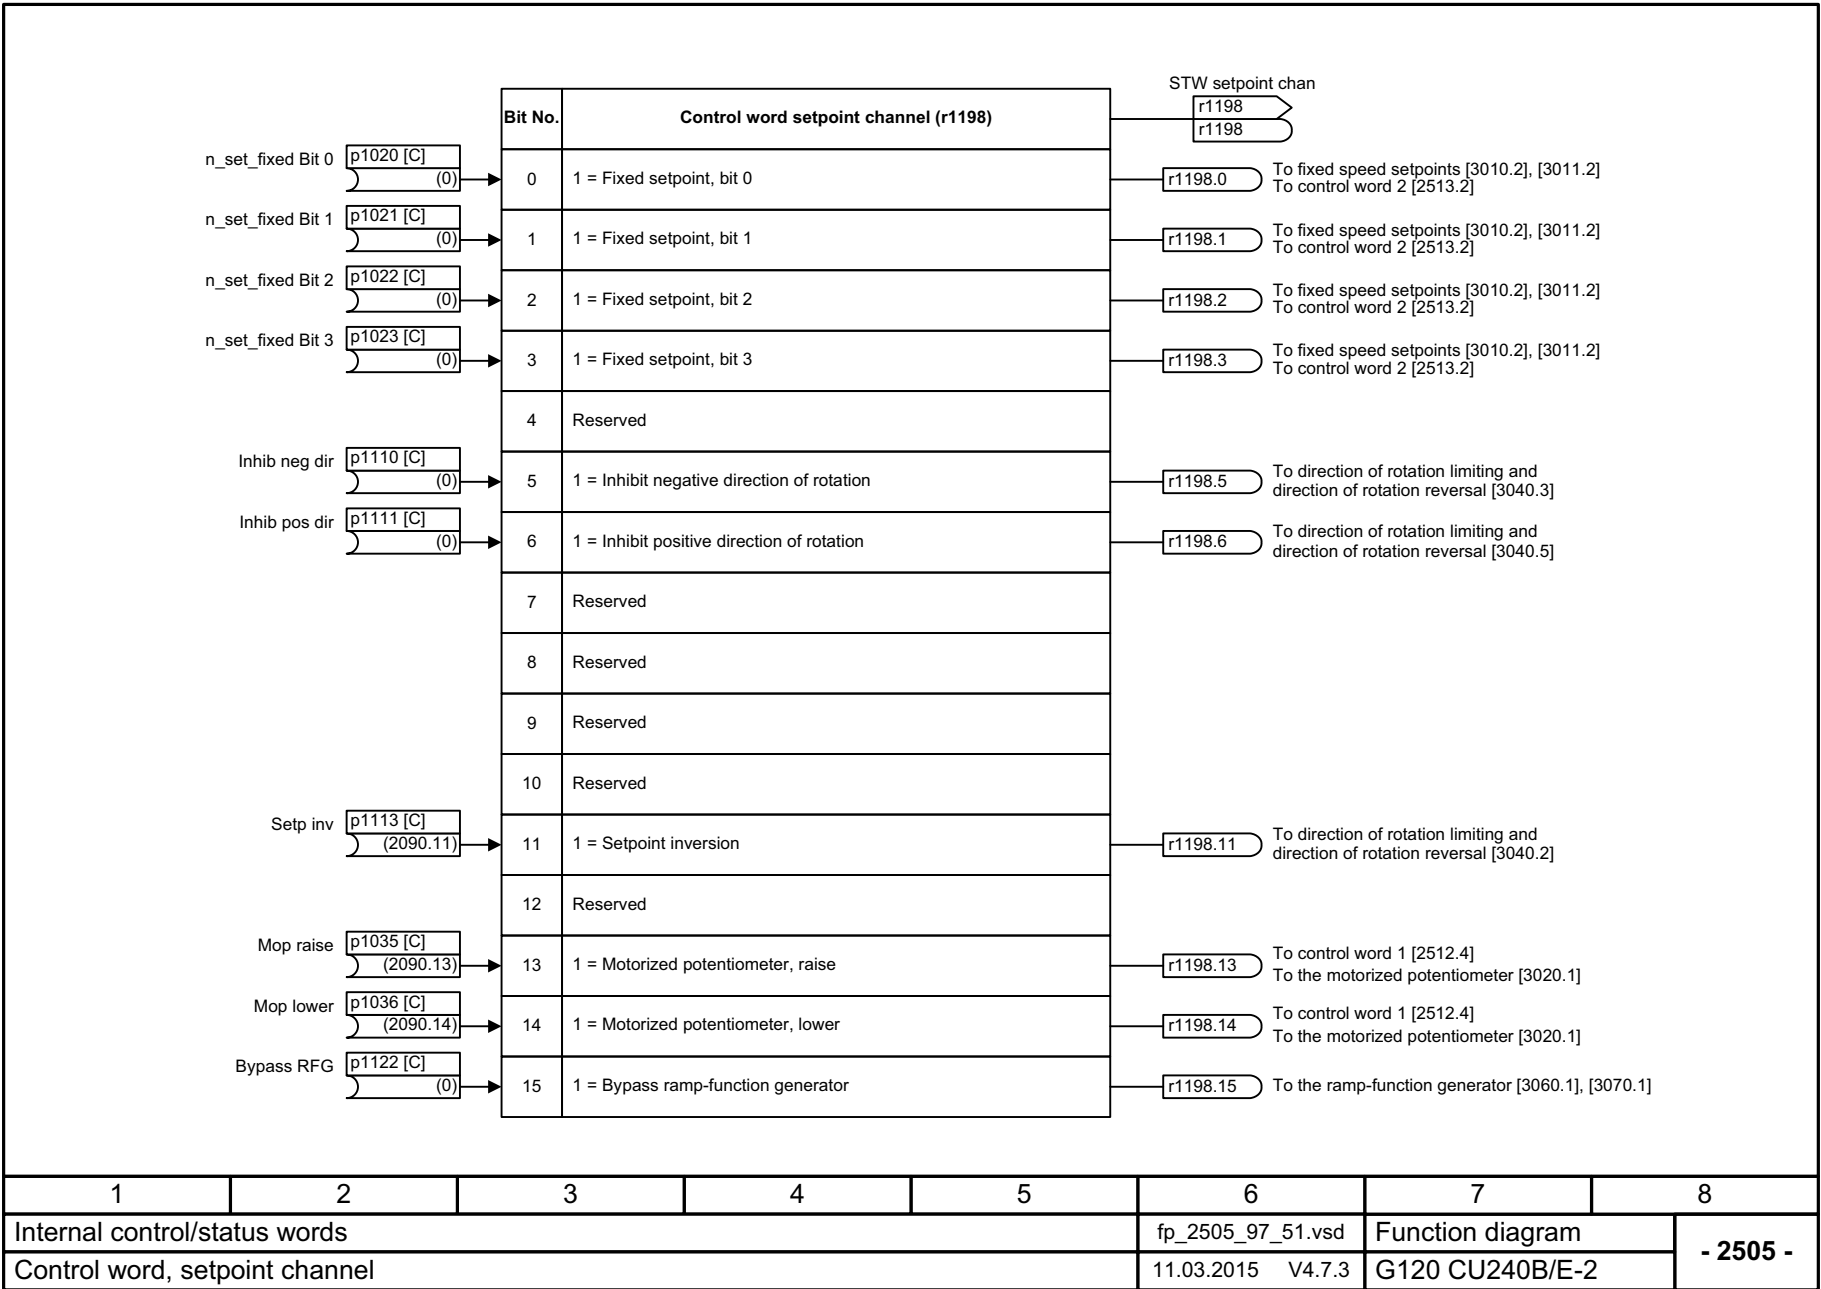 STW setpoint chan
r1198
r1198
Bit No. Control word setpoint channel (r1198)
n_set_fixed Bit 0 p1020 [C]
(0) 0 1 = Fixed setpoint, bit 0 r1198.0 To fixed speed setpoints [3010.2], [3011.2]
To control word 2 [2513.2]
n_set_fixed Bit 1 p1021 [C]
(0) 1 1 = Fixed setpoint, bit 1 r1198.1 To fixed speed setpoints [3010.2], [3011.2]
To control word 2 [2513.2]
n_set_fixed Bit 2 p1022 [C]
(0) 2 1 = Fixed setpoint, bit 2 r1198.2 To fixed speed setpoints [3010.2], [3011.2]
To control word 2 [2513.2]
n_set_fixed Bit 3 p1023 [C]
(0) 3 1 = Fixed setpoint, bit 3 r1198.3 To fixed speed setpoints [3010.2], [3011.2]
To control word 2 [2513.2]
4 Reserved
Inhib neg dir p1110 [C]
(0) 5 1 = Inhibit negative direction of rotation r1198.5 To direction of rotation limiting and
direction of rotation reversal [3040.3]
Inhib pos dir p1111 [C]
(0) 6 1 = Inhibit positive direction of rotation r1198.6 To direction of rotation limiting and
direction of rotation reversal [3040.5]
7 Reserved
8 Reserved
9 Reserved
10 Reserved
Setp inv p1113 [C]
(2090.11) 11 1 = Setpoint inversion r1198.11 To direction of rotation limiting and
direction of rotation reversal [3040.2]
12 Reserved
Mop raise p1035 [C]
(2090.13) 13 1 = Motorized potentiometer, raise r1198.13 To control word 1 [2512.4]
To the motorized potentiometer [3020.1]
Mop lower p1036 [C]
(2090.14) 14 1 = Motorized potentiometer, lower r1198.14 To control word 1 [2512.4]
To the motorized potentiometer [3020.1]
Bypass RFG p1122 [C]
(0) 15 1 = Bypass ramp-function generator r1198.15 To the ramp-function generator [3060.1], [3070.1]
1 2 3 4 5 6 7 8
Internal control/status words fp_2505_97_51.vsd Function diagram
- 2505 -
Control word, setpoint channel 11.03.2015 V4.7.3 G120 CU240B/E-2